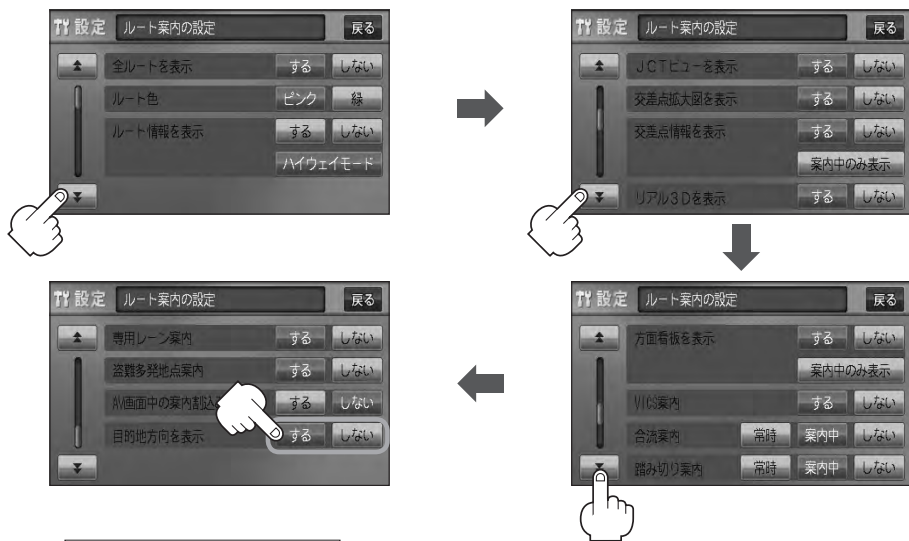 設定 ルート案内の設定 戻る
全ルートを表示 する しない
ルート色 ピンク 緑
ルート情報を表示 する しない
ハイウェイモード
設定 ルート案内の設定 戻る
JCTビューを表示 する しない
交差点拡大図を表示 する しない
交差点情報を表示 する しない
案内中のみ表示
リアル3Dを表示 する しない
設定 ルート案内の設定 戻る
方面看板を表示 する しない
案内中のみ表示
VICS案内 する しない
合流案内 常時 案内中 しない
踏み切り案内 常時 案内中 しない
設定 ルート案内の設定 戻る
専用レーン案内 する しない
盗難多発地点案内 する しない
AV画面中の案内割込 する しない
目的地方向を表示 する しない